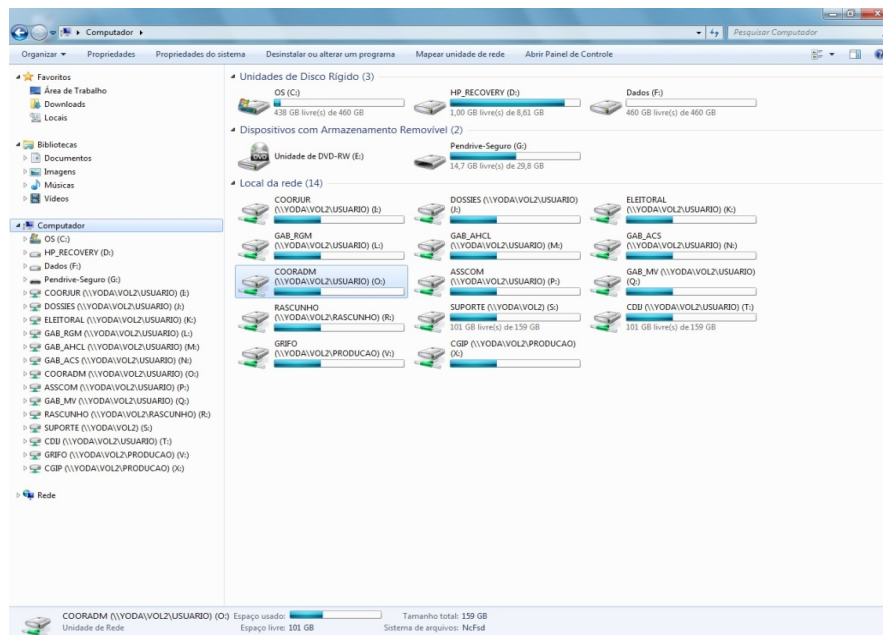 Computador
Pesquisar Computador
Organizar
Propriedades
Propriedades do sistema
Desinstalar ou alterar um programa
Mapear unidade de rede
Abrir Painel de Controle
Favoritos
Área de Trabalho
Downloads
Locais
Bibliotecas
Documentos
Imagens
Músicas
Vídeos
Computador
OS (C:)
HP_RECOVERY (D:)
Dados (F:)
Pendrive-Seguro (G:)
COORJUR (\\YODA\VOL2\USUARIO) (I:)
DOSSIES (\\YODA\VOL2\USUARIO) (J:)
ELEITORAL (\\YODA\VOL2\USUARIO) (K:)
GAB_RGM (\\YODA\VOL2\USUARIO) (L:)
GAB_AHCL (\\YODA\VOL2\USUARIO) (M:)
GAB_ACS (\\YODA\VOL2\USUARIO) (N:)
COORADM (\\YODA\VOL2\USUARIO) (O:)
ASSCOM (\\YODA\VOL2\USUARIO) (P:)
GAB_MV (\\YODA\VOL2\USUARIO) (Q:)
RASCUNHO (\\YODA\VOL2\RASCUNHO) (R:)
SUPORTE (\\YODA\VOL2) (S:)
CDIJ (\\YODA\VOL2\USUARIO) (T:)
GRIFO (\\YODA\VOL2\PRODUCAO) (V:)
CGIP (\\YODA\VOL2\PRODUCAO) (X:)
Rede
Unidades de Disco Rígido (3)
OS (C:)
438 GB livre(s) de 460 GB
HP_RECOVERY (D:)
1,00 GB livre(s) de 8,61 GB
Dados (F:)
460 GB livre(s) de 460 GB
Dispositivos com Armazenamento Removível (2)
DVD
Unidade de DVD-RW (E:)
Pendrive-Seguro (G:)
14,7 GB livre(s) de 29,8 GB
Local da rede (14)
COORJUR
(\\YODA\VOL2\USUARIO) (I:)
DOSSIES (\\YODA\VOL2\USUARIO)
(J:)
ELEITORAL
(\\YODA\VOL2\USUARIO) (K:)
GAB_RGM
(\\YODA\VOL2\USUARIO) (L:)
GAB_AHCL
(\\YODA\VOL2\USUARIO) (M:)
GAB_ACS
(\\YODA\VOL2\USUARIO) (N:)
COORADM
(\\YODA\VOL2\USUARIO) (O:)
ASSCOM
(\\YODA\VOL2\USUARIO) (P:)
GAB_MV (\\YODA\VOL2\USUARIO)
(Q:)
RASCUNHO
(\\YODA\VOL2\RASCUNHO) (R:)
SUPORTE (\\YODA\VOL2) (S:)
101 GB livre(s) de 159 GB
CDIJ (\\YODA\VOL2\USUARIO) (T:)
101 GB livre(s) de 159 GB
GRIFO
(\\YODA\VOL2\PRODUCAO) (V:)
CGIP (\\YODA\VOL2\PRODUCAO)
(X:)
COORADM (\\YODA\VOL2\USUARIO) (O:) Espaço usado: Tamanho total: 159 GB
Unidade de Rede Espaço livre: 101 GB Sistema de arquivos: NcFsd